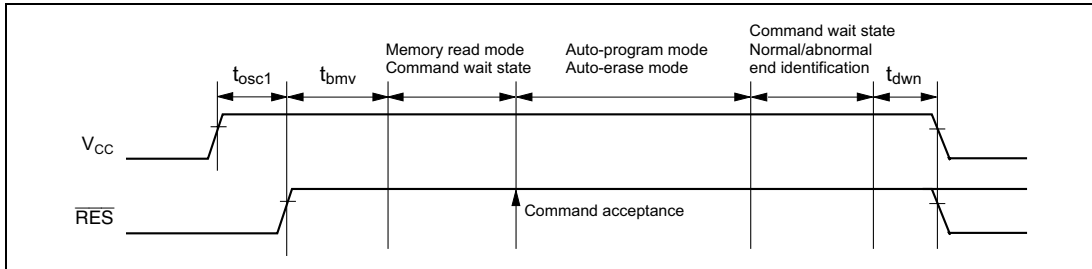 Command wait state
Memory read mode
Auto-program mode
Normal/abnormal
Command wait state
Auto-erase mode
end identification
tosc1
tbmv
tdwn
VCC
RES
Command acceptance